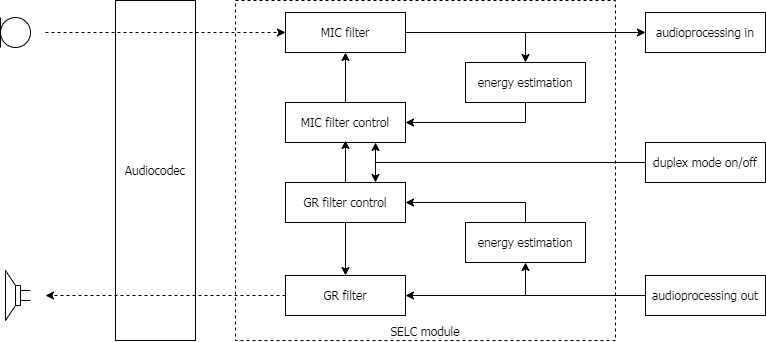 MIC filter
audioprocessing in
energy estimation
MIC filter control
duplex mode on/off
Audiocodec
GR filter control
energy estimation
GR filter
audioprocessing out
SELC module